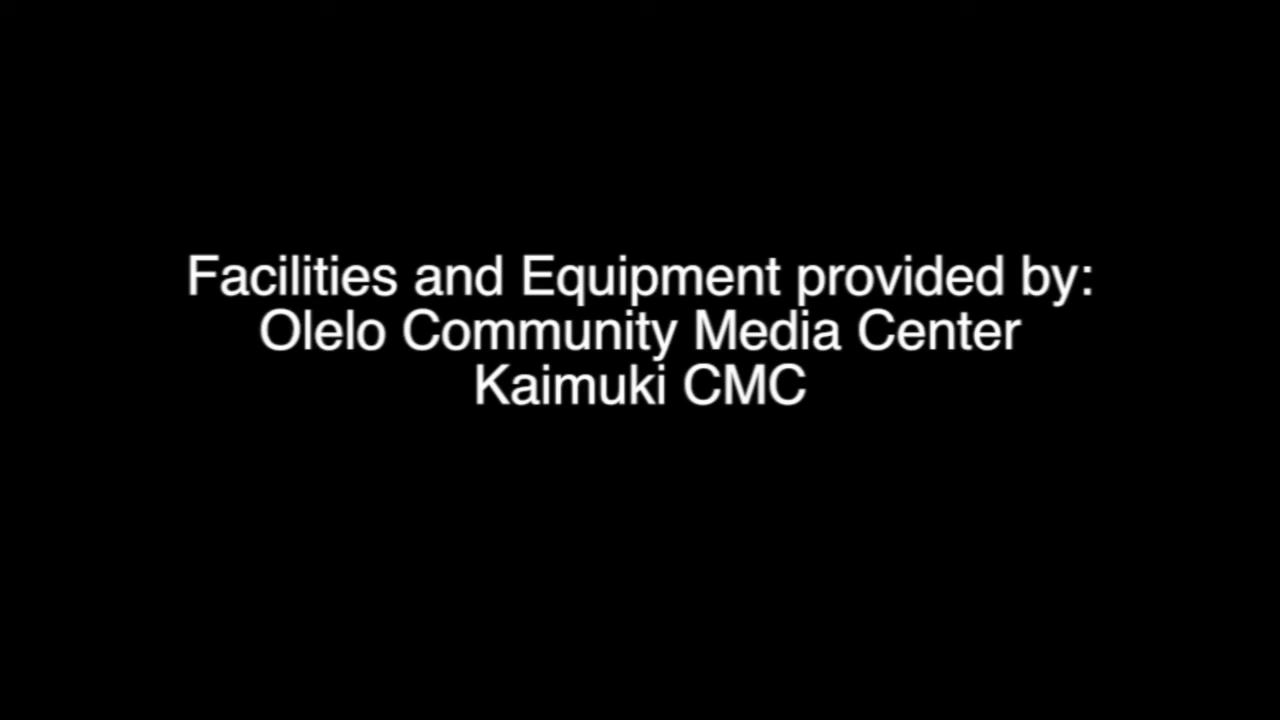 Facilities and Equipment provided by:
Olelo Community Media Center
Kaimuki CMC